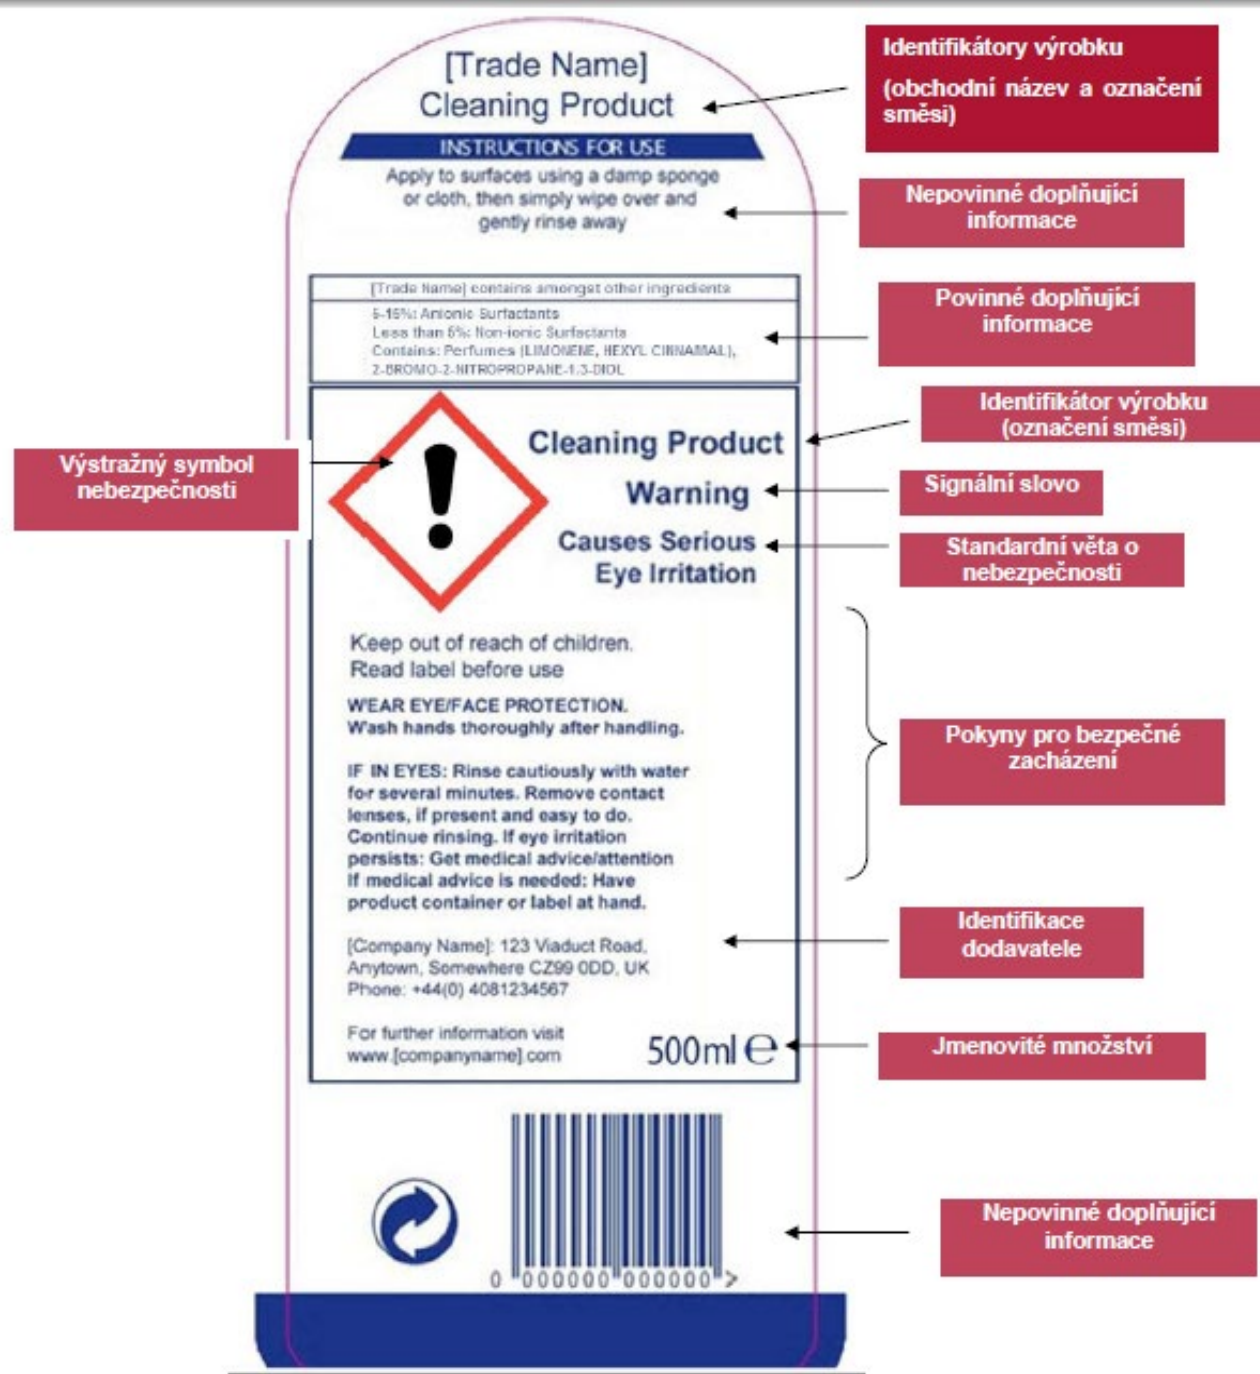 [Trade Name]
Cleaning Product
INSTRUCTIONS FOR USE
Apply to surfaces using a damp sponge
or cloth, then simply wipe over and
gently rinse away
[Trade Name] contains amongst other ingredients
5-15%: Anionic Surfactants
Less than 5%: Non-ionic Surfactants
Contains: Perfumes (LIMONENE, HEXYL CINNAMAL),
2-BROMO-2-NITROPROPANE-1,3-DIOL
Cleaning Product
Warning
Causes Serious
Eye Irritation
Keep out of reach of children.
Read label before use
WEAR EYE/FACE PROTECTION.
Wash hands thoroughly after handling.
IF IN EYES: Rinse cautiously with water
for several minutes. Remove contact
lenses, if present and easy to do.
Continue rinsing. If eye irritation
persists: Get medical advice/attention
If medical advice is needed: Have
product container or label at hand.
[Company Name]: 123 Viaduct Road,
Anytown, Somewhere CZ99 0DD, UK
Phone: +44(0) 4081234567
For further information visit
www.[companyname].com
500ml ℮
0 000000 000000 >
Výstražný symbol
nebezpečnosti
Identifikátory výrobku
(obchodní název a označení
směsi)
Nepovinné doplňující
informace
Povinné doplňující
informace
Identifikátor výrobku
(označení směsi)
Signální slovo
Standardní věta o
nebezpečnosti
Pokyny pro bezpečné
zacházení
Identifikace
dodavatele
Jmenovité množství
Nepovinné doplňující
informace